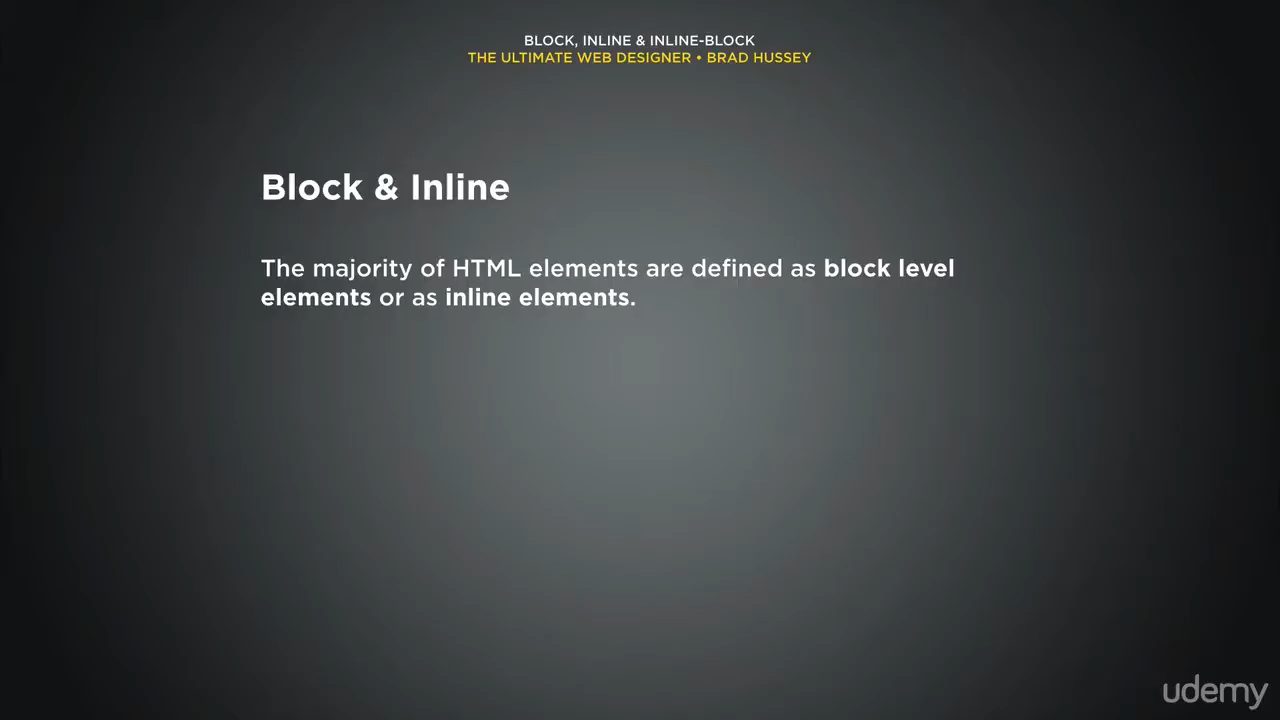 BLOCK, INLINE & INLINE-BLOCK
THE ULTIMATE WEB DESIGNER • BRAD HUSSEY
Block & Inline
The majority of HTML elements are defined as block level
elements or as inline elements.
udemy